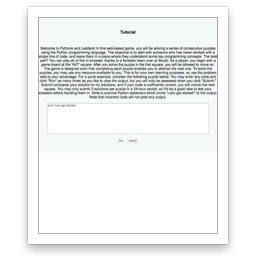 Tutorial
Welcome to Pythons and Ladders! In this web-based game, you will be solving a series of consecutive puzzles
using the Python programming language. The objective is to start with someone who has never worked with a
single line of code, and leave them in a place where they understand some key programming concepts. The best
part? You can play all of this in browser, thanks to a fantastic team over at Skulpt. As a player, you begin with a
game board at the "INIT" square. After you solve the puzzle in the first square, you will be allowed to move on.
The game is designed such that completing each puzzle enables you to attempt the next one. To solve the
puzzles, you may use any resource available to you. This is for your own learning purposes, so use the problem
sets to your advantage. For a quick example, consider the following puzzle below. You may enter any code and
"Run" as many times as you like to view the output, but you will only be assessed when you click "Submit".
Submit compares your solution to my solutions, and if your code is sufficiently correct, you will unlock the next
square. You may only submit 3 solutions per puzzle in a 24-hour period, so it'd be a good idea to test your
answers before handing them in. Write a one-line Python statement which prints "Let's get started!" to the output.
Note that incorrect code will not yield any output.
print "Let's get started!"
Run Submit